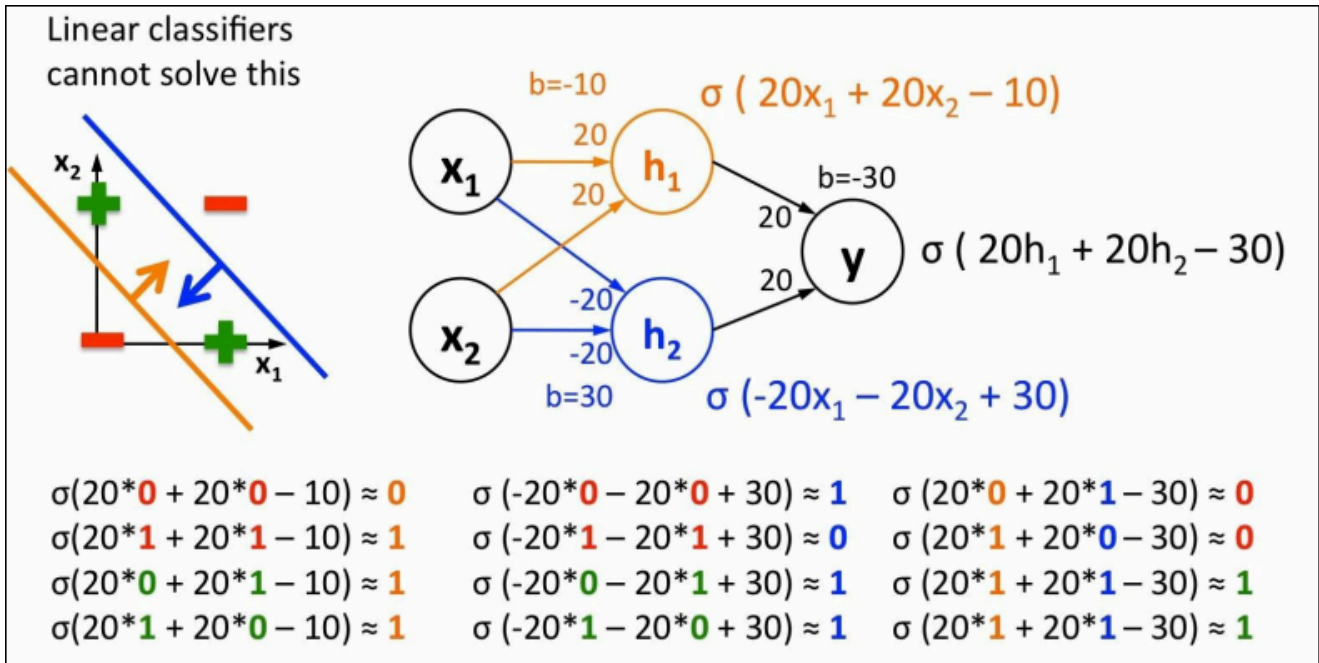 Linear classifiers
cannot solve this
x₂
x₁
b=-10
σ ( 20x₁ + 20x₂ – 10)
20
20
x₁
h₁
b=-30
20
y
σ ( 20h₁ + 20h₂ – 30)
20
x₂
-20
-20
h₂
b=30
σ (-20x₁ – 20x₂ + 30)
σ(20*0 + 20*0 – 10) ≈ 0 σ (-20*0 – 20*0 + 30) ≈ 1 σ (20*0 + 20*1 – 30) ≈ 0
σ(20*1 + 20*1 – 10) ≈ 1 σ (-20*1 – 20*1 + 30) ≈ 0 σ (20*1 + 20*0 – 30) ≈ 0
σ(20*0 + 20*1 – 10) ≈ 1 σ (-20*0 – 20*1 + 30) ≈ 1 σ (20*1 + 20*1 – 30) ≈ 1
σ(20*1 + 20*0 – 10) ≈ 1 σ (-20*1 – 20*0 + 30) ≈ 1 σ (20*1 + 20*1 – 30) ≈ 1